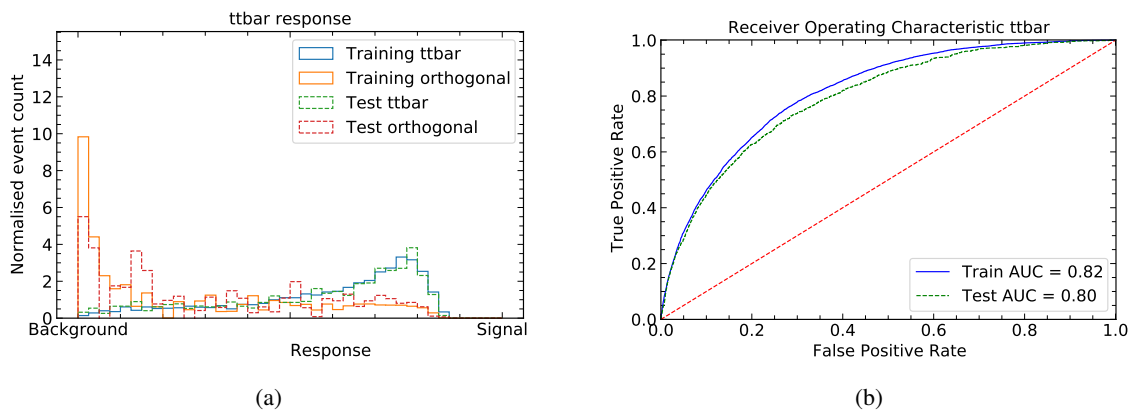 ttbar response
14
12
10
8
6
4
2
0
Normalised event count
Training ttbar
Training orthogonal
Test ttbar
Test orthogonal
Background
Signal
Response
(a)
Receiver Operating Characteristic ttbar
1.0
0.8
0.6
0.4
0.2
0.0
True Positive Rate
Train AUC = 0.82
Test AUC = 0.80
0.0 0.2 0.4 0.6 0.8 1.0
False Positive Rate
(b)